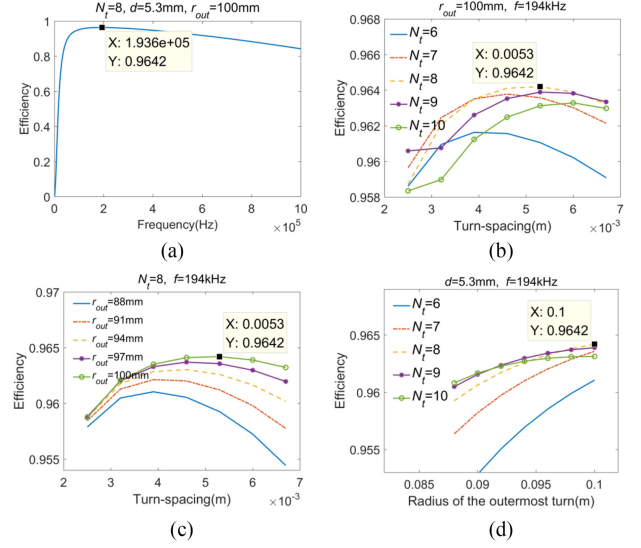 N_t=8, d=5.3mm, r_out=100mm
X: 1.936e+05
Y: 0.9642
Efficiency
1
0.8
0.6
0.4
0.2
0
0 2 4 6 8 10
Frequency(Hz) ×10^5
(a)
r_out=100mm, f=194kHz
N_t=6
N_t=7
N_t=8
N_t=9
N_t=10
X: 0.0053
Y: 0.9642
Efficiency
0.968
0.966
0.964
0.962
0.96
0.958
2 3 4 5 6 7
Turn-spacing(m) ×10^-3
(b)
N_t=8, f=194kHz
r_out=88mm
r_out=91mm
r_out=94mm
r_out=97mm
r_out=100mm
X: 0.0053
Y: 0.9642
Efficiency
0.97
0.965
0.96
0.955
2 3 4 5 6 7
Turn-spacing(m) ×10^-3
(c)
d=5.3mm, f=194kHz
N_t=6
N_t=7
N_t=8
N_t=9
N_t=10
X: 0.1
Y: 0.9642
Efficiency
0.965
0.96
0.955
0.085 0.09 0.095 0.1
Radius of the outermost turn(m)
(d)